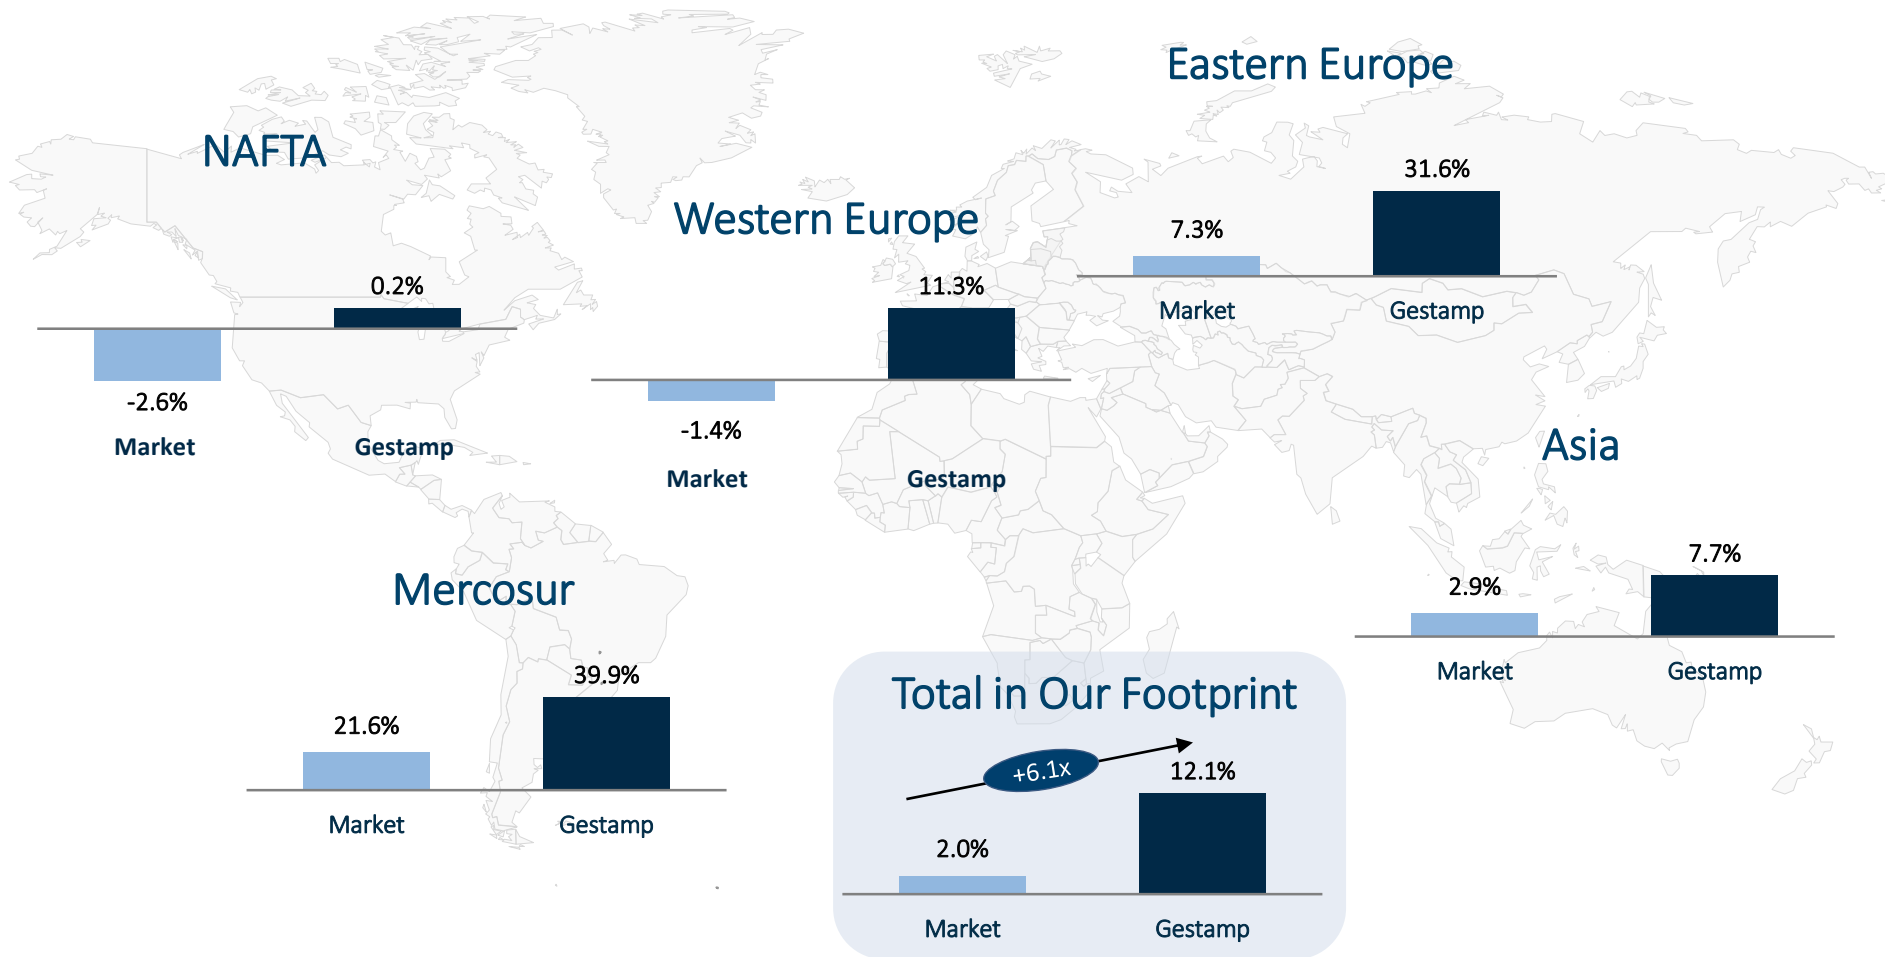 Eastern Europe
31.6%
7.3%
Market
Gestamp
NAFTA
0.2%
-2.6%
Market
Gestamp
Western Europe
11.3%
-1.4%
Market
Gestamp
Asia
7.7%
2.9%
Market
Gestamp
Mercosur
39.9%
21.6%
Market
Gestamp
Total in Our Footprint
+6.1x
12.1%
2.0%
Market
Gestamp